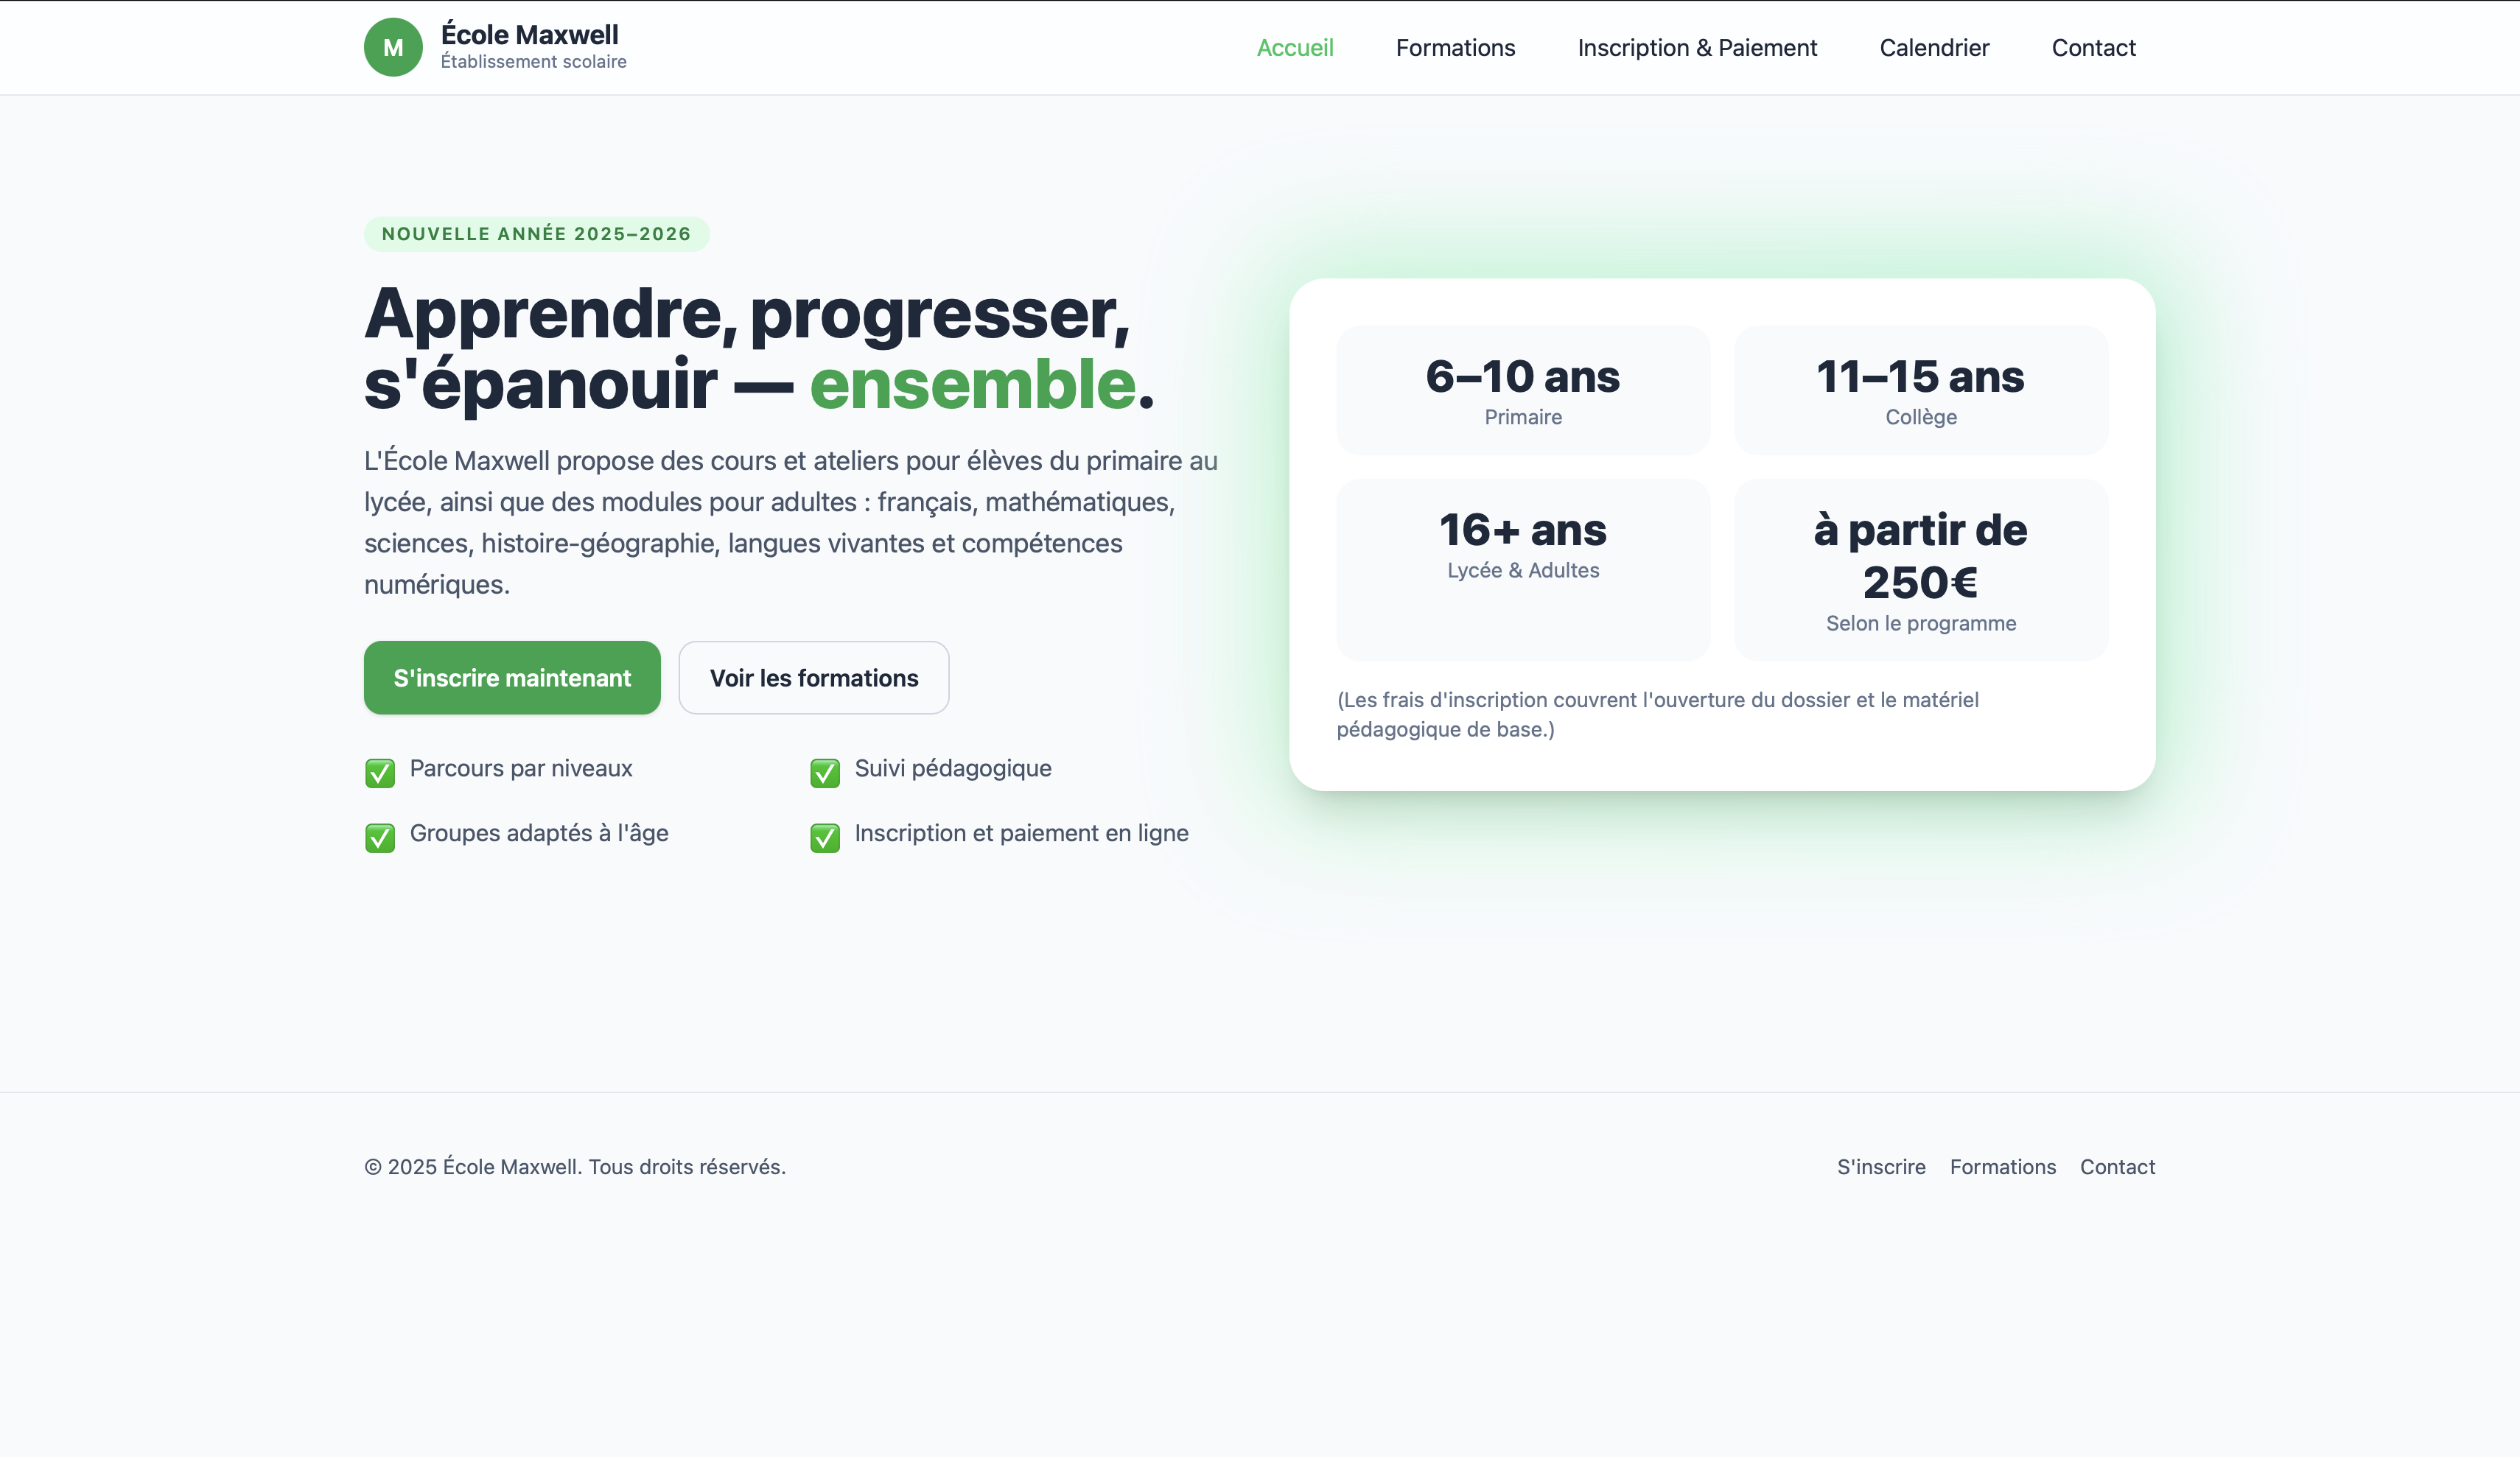 M
École Maxwell
Établissement scolaire
Accueil
Formations
Inscription & Paiement
Calendrier
Contact
NOUVELLE ANNÉE 2025–2026
Apprendre, progresser,
s'épanouir — ensemble.
L'École Maxwell propose des cours et ateliers pour élèves du primaire au
lycée, ainsi que des modules pour adultes : français, mathématiques,
sciences, histoire-géographie, langues vivantes et compétences
numériques.
S'inscrire maintenant
Voir les formations
✅ Parcours par niveaux
✅ Suivi pédagogique
✅ Groupes adaptés à l'âge
✅ Inscription et paiement en ligne
6–10 ans
Primaire
11–15 ans
Collège
16+ ans
Lycée & Adultes
à partir de
250€
Selon le programme
(Les frais d'inscription couvrent l'ouverture du dossier et le matériel
pédagogique de base.)
© 2025 École Maxwell. Tous droits réservés.
S'inscrire
Formations
Contact